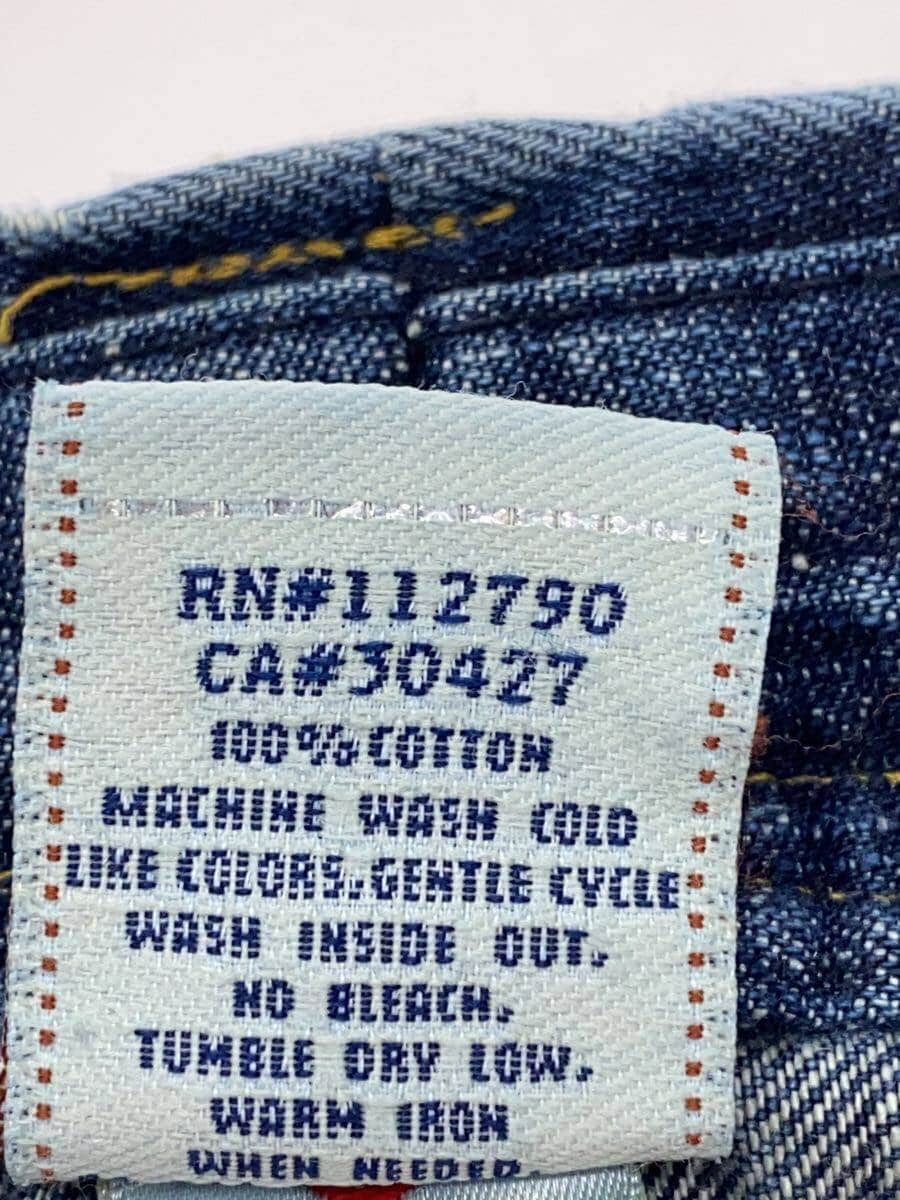 RN#112790
CA#30427
100% COTTON
MACHINE WASH COLD
LIKE COLORS.GENTLE CYCLE
WASH INSIDE OUT.
NO BLEACH.
TUMBLE DRY LOW.
WARM IRON
WHEN NEEDED.